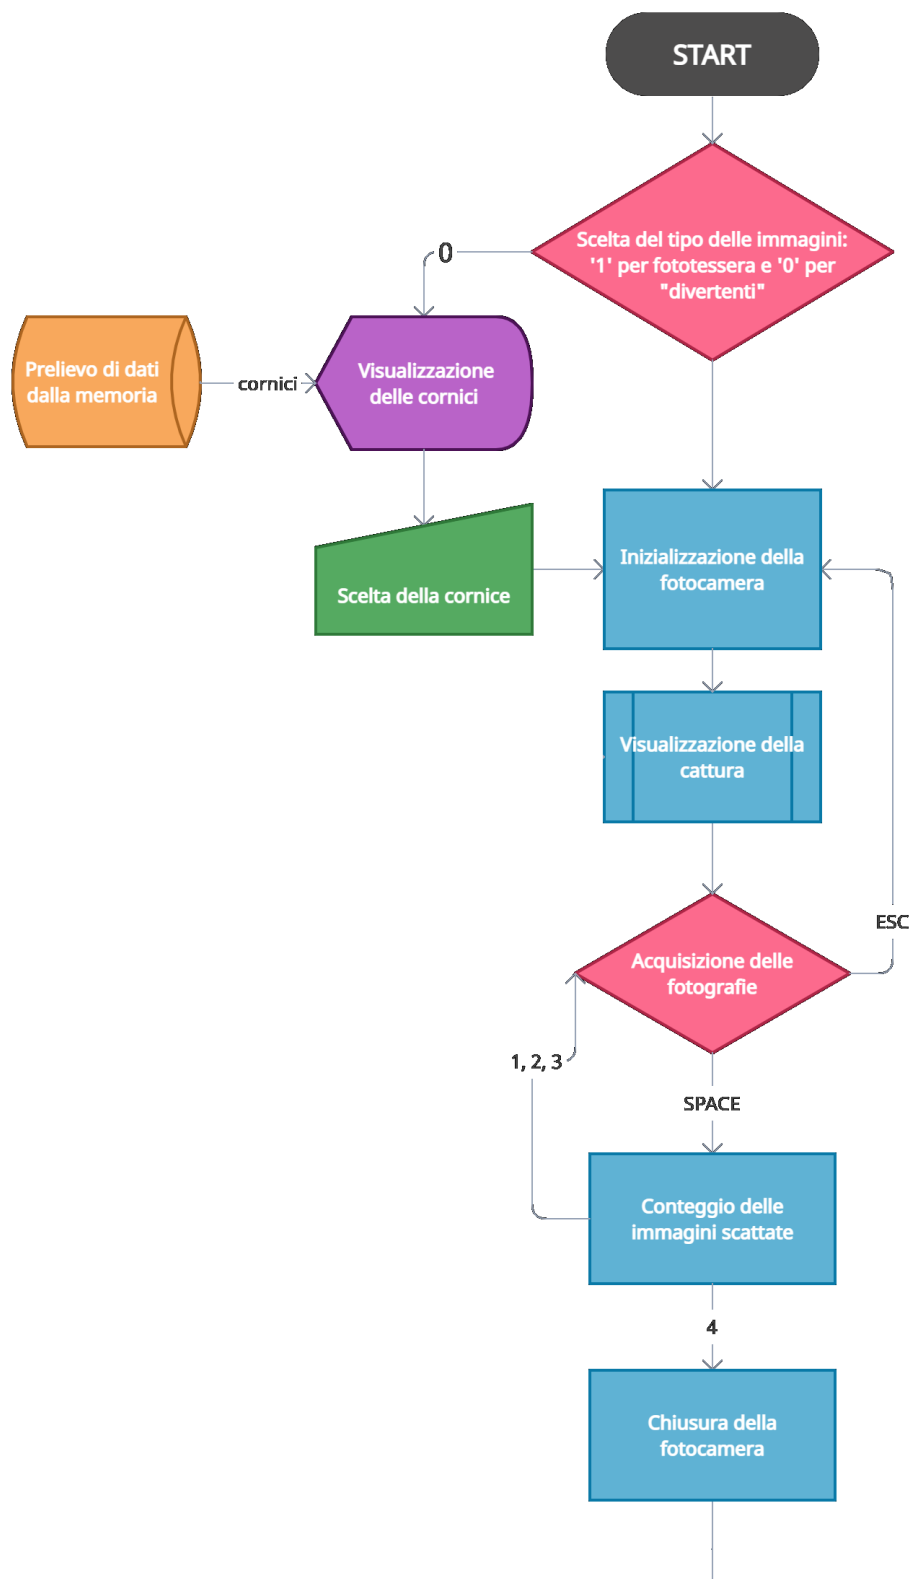 START
Scelta del tipo delle immagini:
'1' per fototessera e '0' per
"divertenti"
0
Prelievo di dati
dalla memoria
cornici
Visualizzazione
delle cornici
Scelta della cornice
Inizializzazione della
fotocamera
Visualizzazione della
cattura
ESC
Acquisizione delle
fotografie
1, 2, 3
SPACE
Conteggio delle
immagini scattate
4
Chiusura della
fotocamera